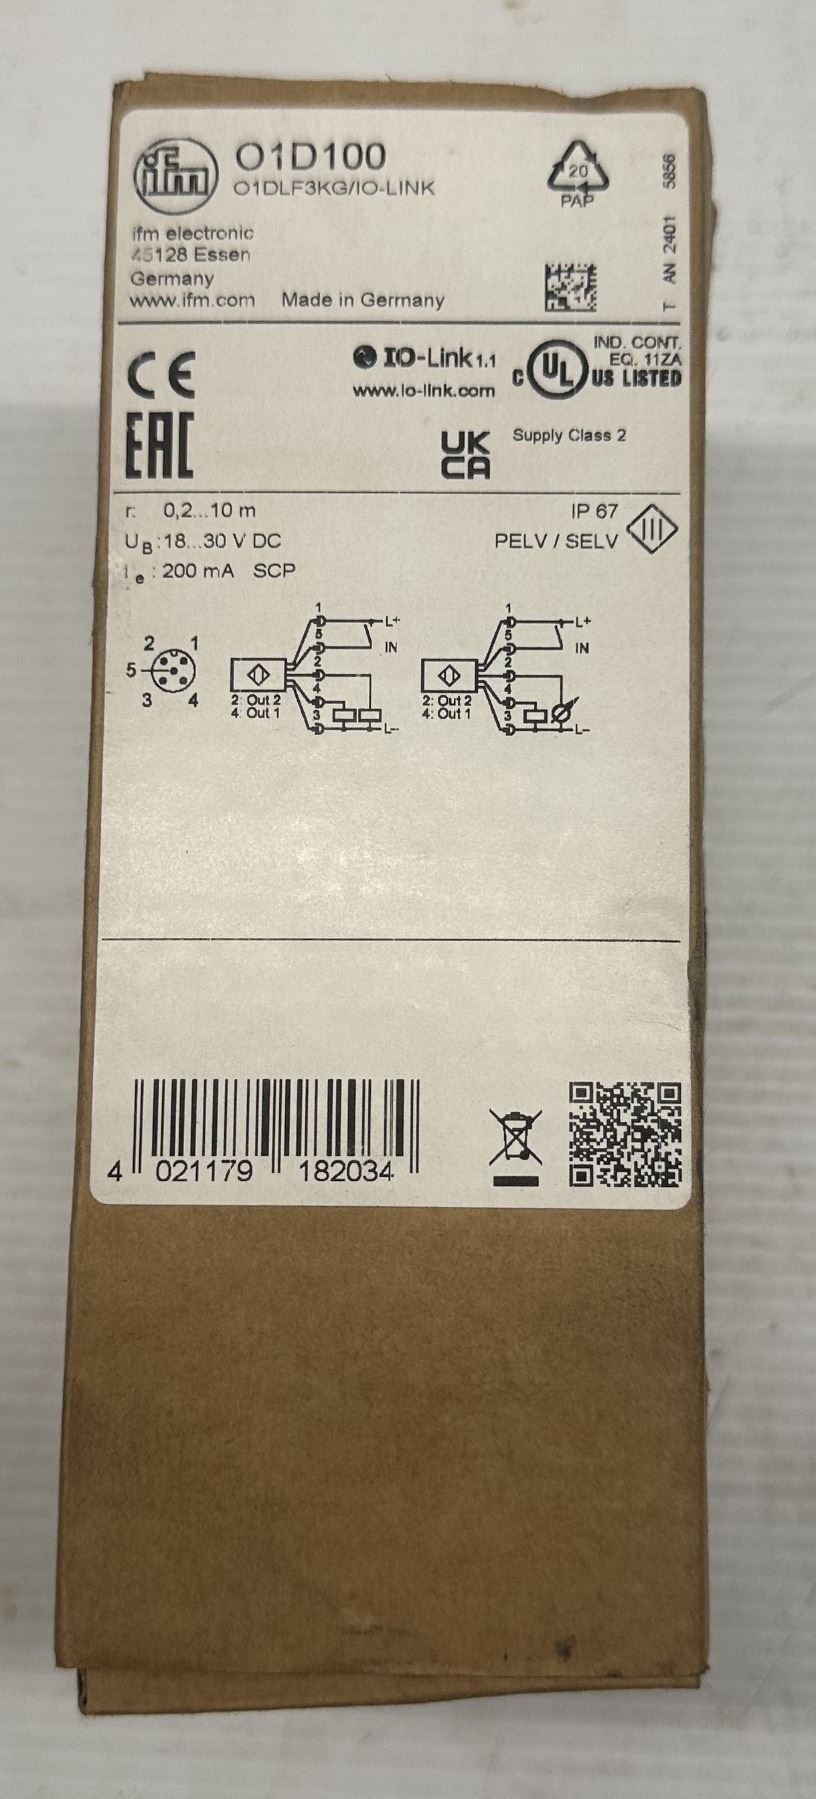 ifm
O1D100
O1DLF3KG/IO-LINK
20
PAP
T AN 2401 5856
ifm electronic
45128 Essen
Germany
www.ifm.com Made in Germany
CE
IO-Link 1.1
www.io-link.com
C UL US LISTED
IND. CONT.
EQ. 11ZA
EAC
UK
CA
Supply Class 2
r: 0,2...10 m
IP 67
UB:18...30 V DC
PELV / SELV
III
Ie : 200 mA SCP
2 1
5
3 4
1
L+
5
IN
2
4
2: Out 2
4: Out 1
3
L-
1
L+
5
IN
2
4
2: Out 2
4: Out 1
3
L-
4 021179 182034